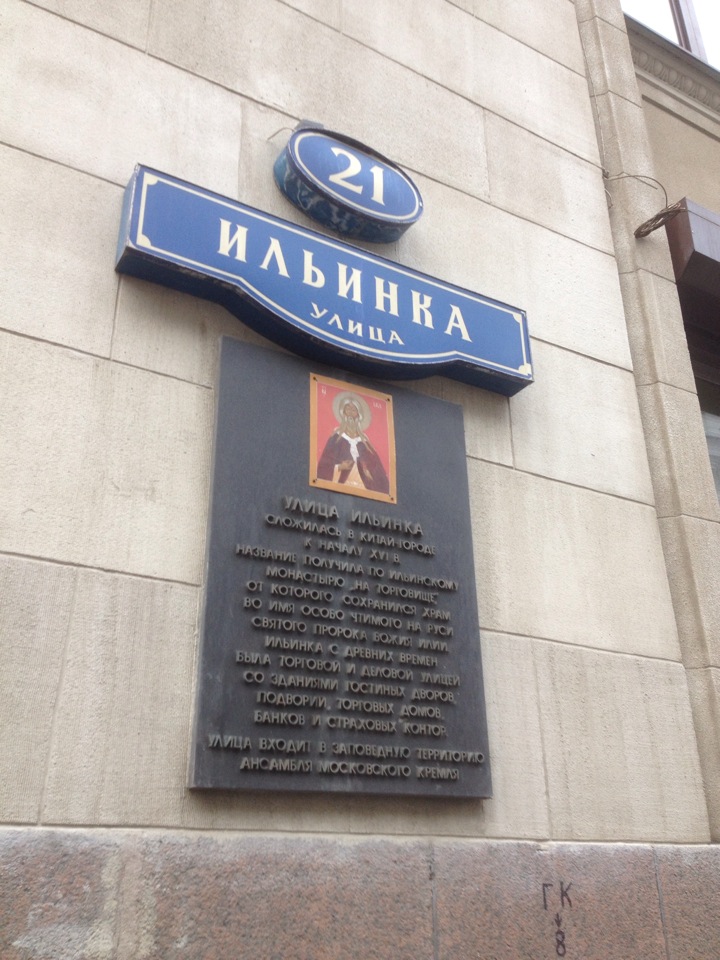 21
ИЛЬИНКА
УЛИЦА
УЛИЦА ИЛЬИНКА
СЛОЖИЛАСЬ В КИТАЙ-ГОРОДЕ
К НАЧАЛУ XVI В.
НАЗВАНИЕ ПОЛУЧИЛА ПО ИЛЬИНСКОМУ
МОНАСТЫРЮ „НА ТОРГОВИЩЕ",
ОТ КОТОРОГО СОХРАНИЛСЯ ХРАМ
ВО ИМЯ ОСОБО ЧТИМОГО НА РУСИ
СВЯТОГО ПРОРОКА БОЖИЯ ИЛИИ.
ИЛЬИНКА С ДРЕВНИХ ВРЕМЕН
БЫЛА ТОРГОВОЙ И ДЕЛОВОЙ УЛИЦЕЙ
СО ЗДАНИЯМИ ГОСТИНЫХ ДВОРОВ,
ПОДВОРИЙ, ТОРГОВЫХ ДОМОВ,
БАНКОВ И СТРАХОВЫХ КОНТОР.
УЛИЦА ВХОДИТ В ЗАПОВЕДНУЮ ТЕРРИТОРИЮ
АНСАМБЛЯ МОСКОВСКОГО КРЕМЛЯ
ГК
8